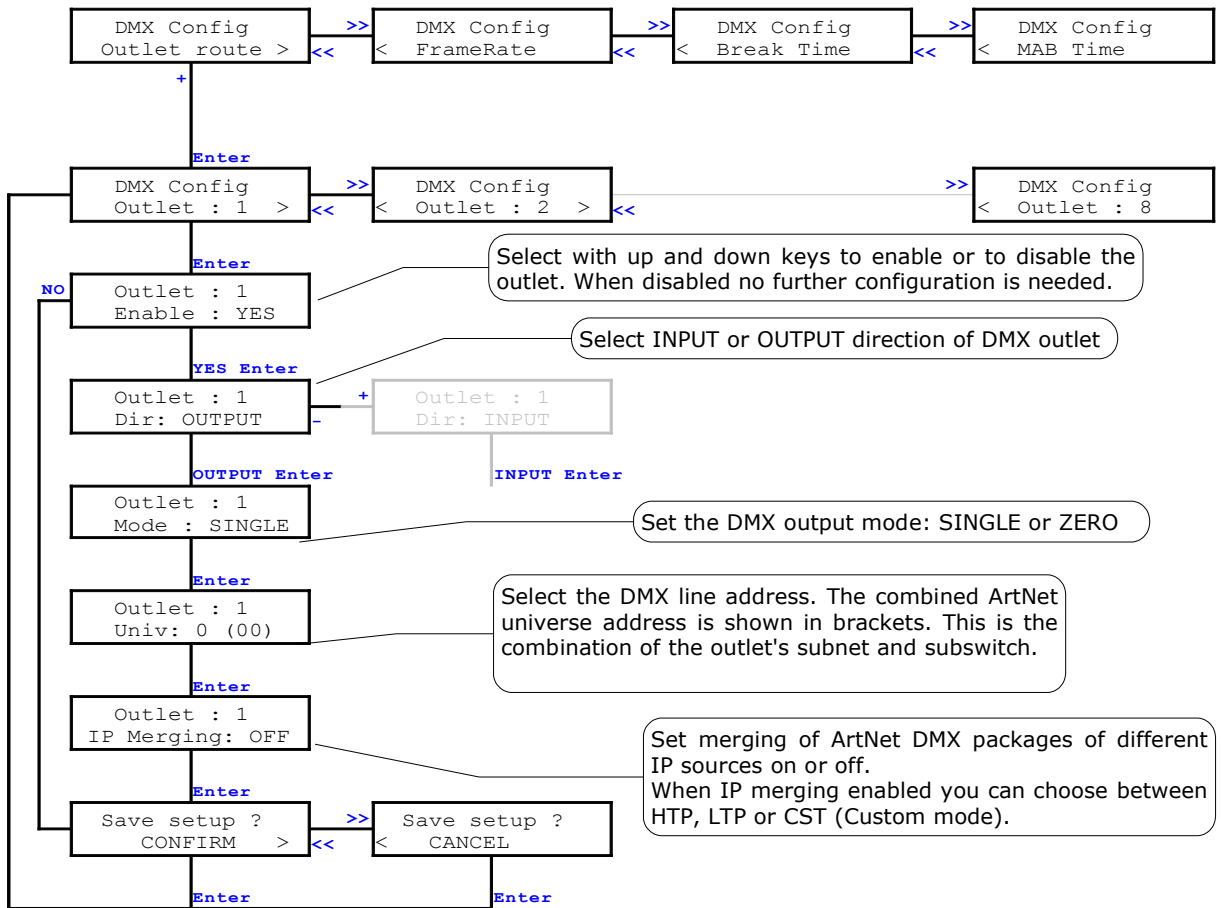 DMX Config
Outlet route >
>>
<<
DMX Config
< FrameRate
>>
<<
DMX Config
< Break Time
>>
<<
DMX Config
< MAB Time
+
Enter
DMX Config
Outlet : 1 >
>>
<<
DMX Config
< Outlet : 2 >
<<
>>
DMX Config
< Outlet : 8
Enter
Select with up and down keys to enable or to disable the
outlet. When disabled no further configuration is needed.
NO
Outlet : 1
Enable : YES
Select INPUT or OUTPUT direction of DMX outlet
YES Enter
Outlet : 1
Dir: OUTPUT
+
-
Outlet : 1
Dir: INPUT
OUTPUT Enter
INPUT Enter
Outlet : 1
Mode : SINGLE
Set the DMX output mode: SINGLE or ZERO
Enter
Outlet : 1
Univ: 0 (00)
Select the DMX line address. The combined ArtNet
universe address is shown in brackets. This is the
combination of the outlet's subnet and subswitch.
Enter
Outlet : 1
IP Merging: OFF
Set merging of ArtNet DMX packages of different
IP sources on or off.
When IP merging enabled you can choose between
HTP, LTP or CST (Custom mode).
Enter
Save setup ?
CONFIRM >
>>
<<
Save setup ?
< CANCEL
Enter
Enter